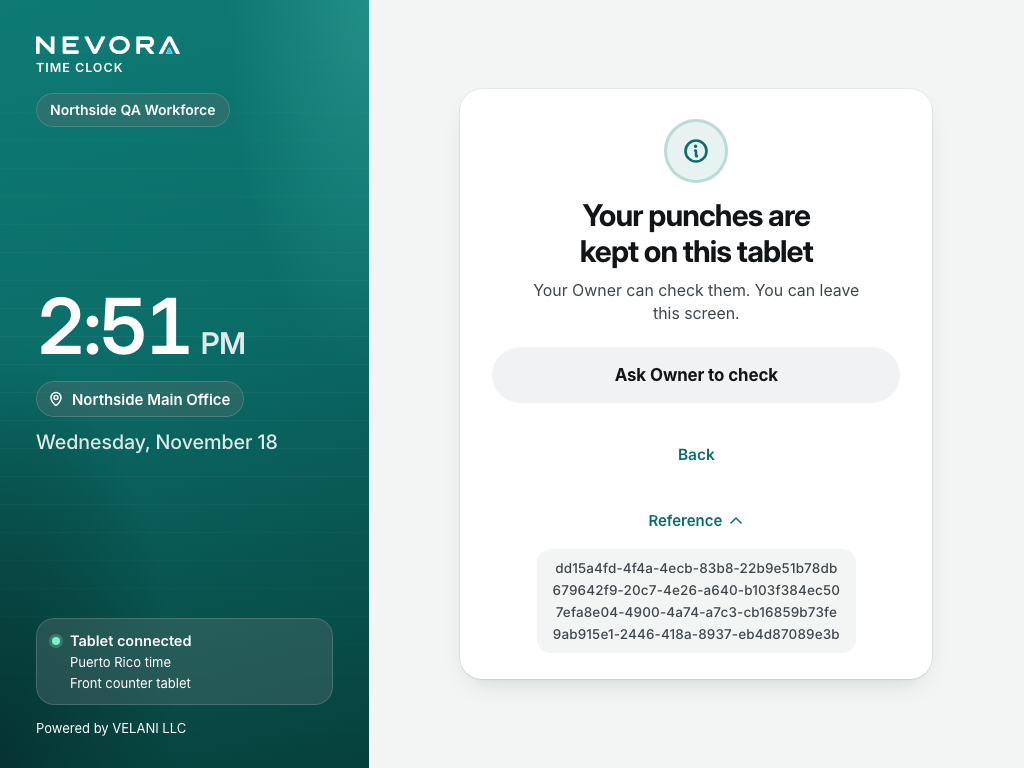 NEVORA
TIME CLOCK
Northside QA Workforce
2:51 PM
Northside Main Office
Wednesday, November 18
Tablet connected
Puerto Rico time
Front counter tablet
Powered by VELANI LLC
Your punches are
kept on this tablet
Your Owner can check them. You can leave
this screen.
Ask Owner to check
Back
Reference
dd15a4fd-4f4a-4ecb-83b8-22b9e51b78db
679642f9-20c7-4e26-a640-b103f384ec50
7efa8e04-4900-4a74-a7c3-cb16859b73fe
9ab915e1-2446-418a-8937-eb4d87089e3b